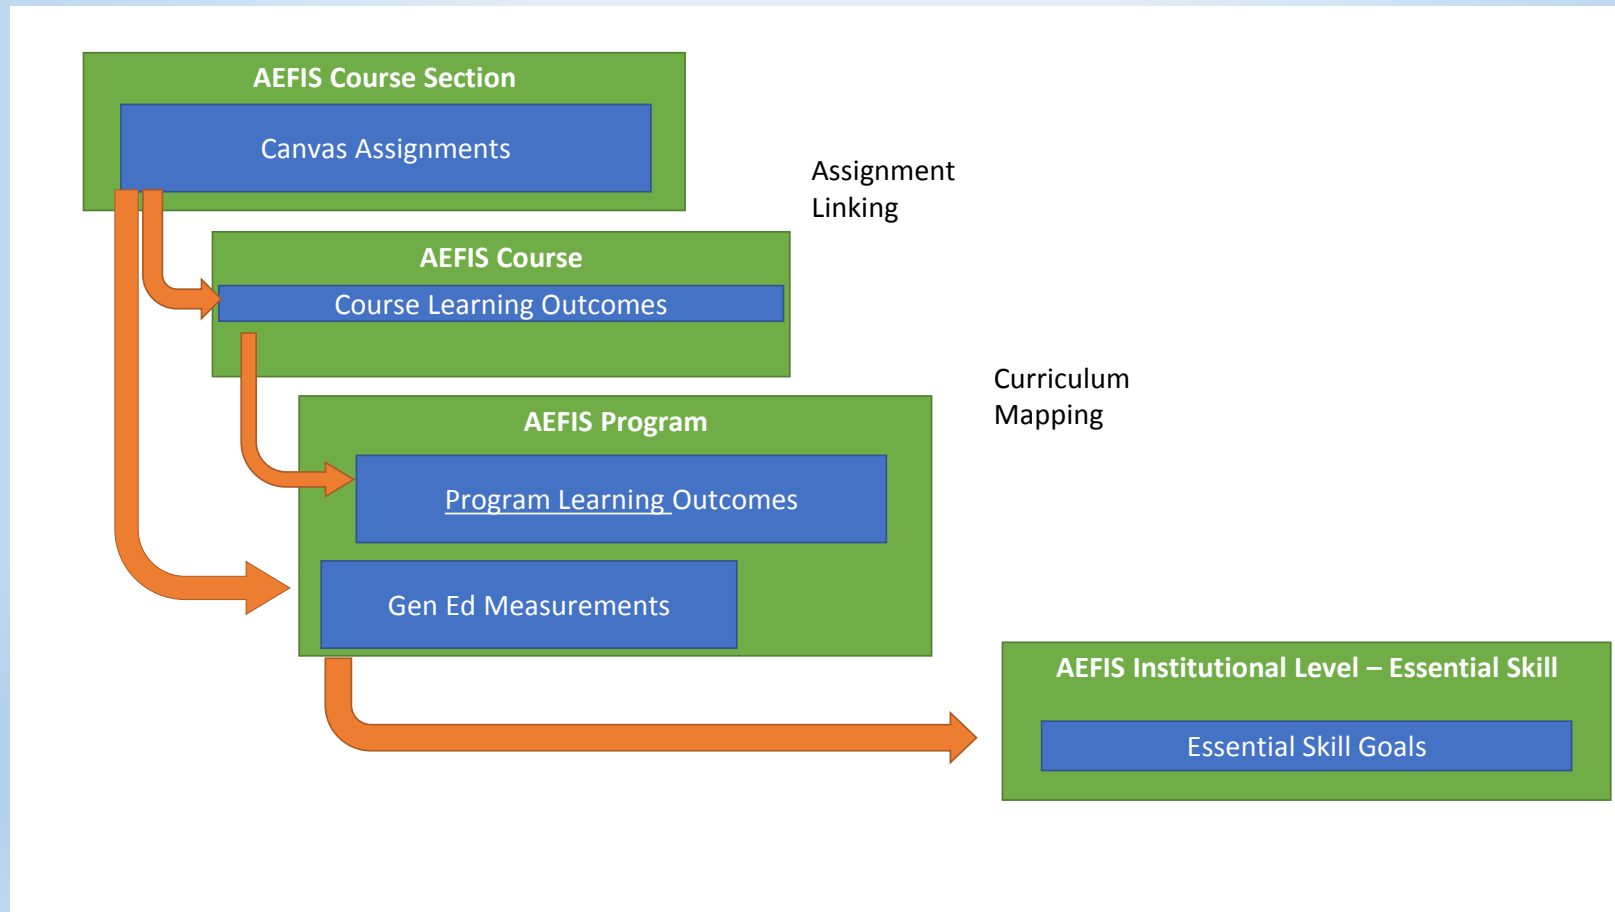 AEFIS Course Section
Canvas Assignments
Assignment
Linking
AEFIS Course
Course Learning Outcomes
Curriculum
Mapping
AEFIS Program
Program Learning Outcomes
Gen Ed Measurements
AEFIS Institutional Level – Essential Skill
Essential Skill Goals